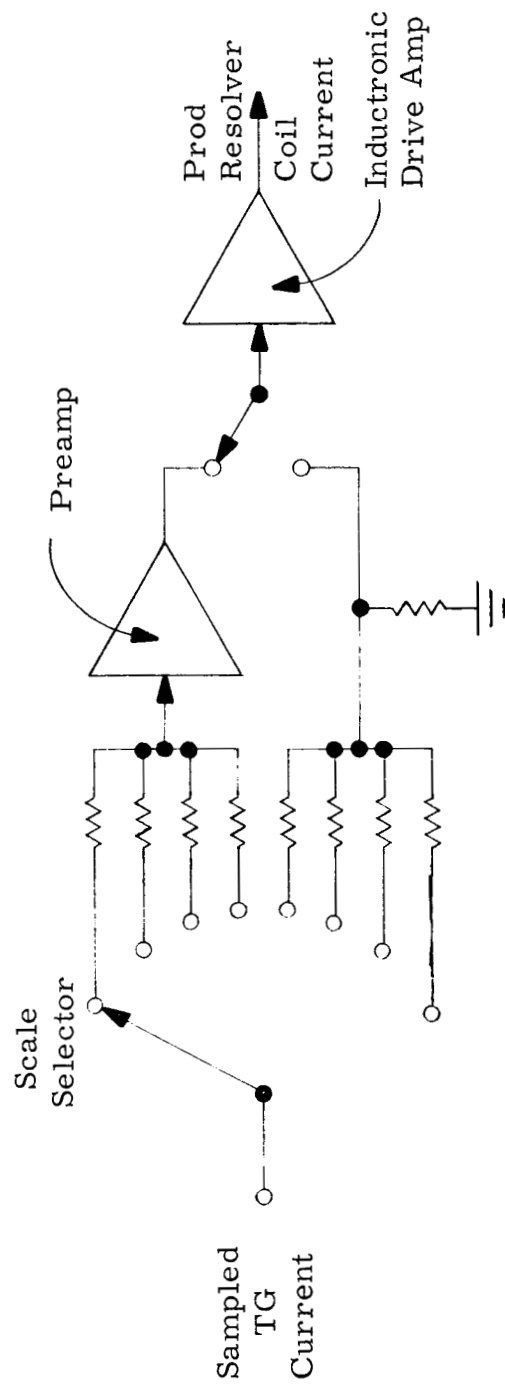 Sampled
TG
Current
Scale
Selector
Preamp
Prod
Resolver
Coil
Current
Inductronic
Drive Amp